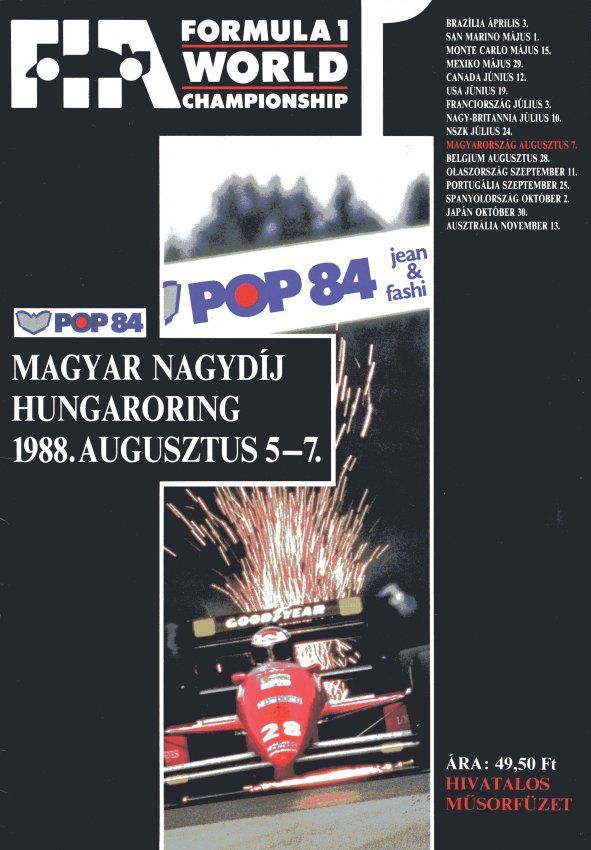 FIA
FORMULA 1
WORLD
CHAMPIONSHIP
BRAZÍLIA ÁPRILIS 3.
SAN MARINO MÁJUS 1.
MONTE CARLO MÁJUS 15.
MEXIKO MÁJUS 29.
CANADA JÚNIUS 12.
USA JÚNIUS 19.
FRANCIORSZÁG JÚLIUS 3.
NAGY-BRITANNIA JÚLIUS 10.
NSZK JÚLIUS 24.
MAGYARORSZÁG AUGUSZTUS 7.
BELGIUM AUGUSZTUS 28.
OLASZORSZÁG SZEPTEMBER 11.
PORTUGÁLIA SZEPTEMBER 25.
SPANYOLORSZÁG OKTÓBER 2.
JAPÁN OKTÓBER 30.
AUSZTRÁLIA NOVEMBER 13.
POP 84
jean
&
fashi
POP 84
MAGYAR NAGYDÍJ
HUNGARORING
1988. AUGUSZTUS 5–7.
GOODYEAR
28
ÁRA: 49,50 Ft
HIVATALOS
MŰSORFÜZET